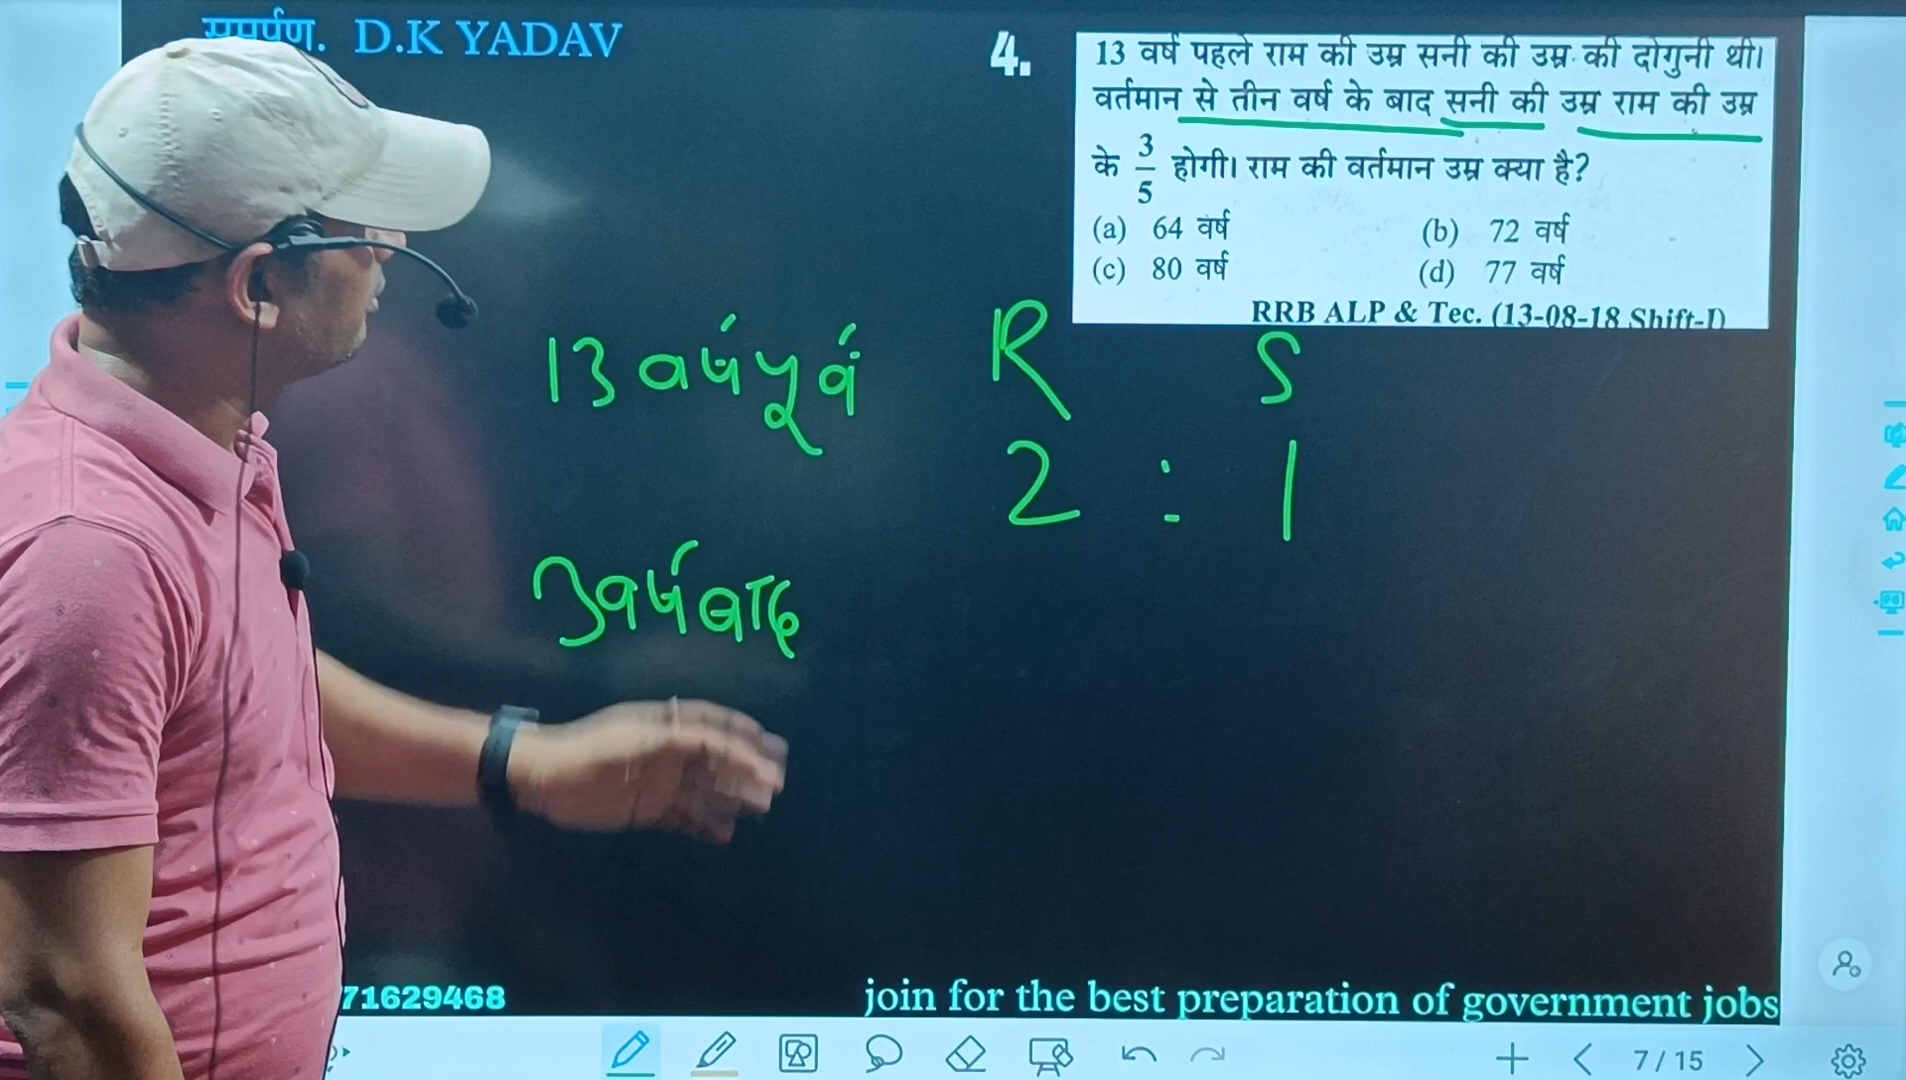 समर्पण. D.K YADAV
4.
13 वर्ष पहले राम की उम्र सनी की उम्र की दोगुनी थी।
वर्तमान से तीन वर्ष के बाद सनी की उम्र राम की उम्र
के 3/5 होगी। राम की वर्तमान उम्र क्या है?
(a) 64 वर्ष (b) 72 वर्ष
(c) 80 वर्ष (d) 77 वर्ष
RRB ALP & Tec. (13-08-18 Shift-I)
13 वर्ष पूर्व R S
2 : 1
3 वर्ष बाद
71629468
join for the best preparation of government jobs
7/15